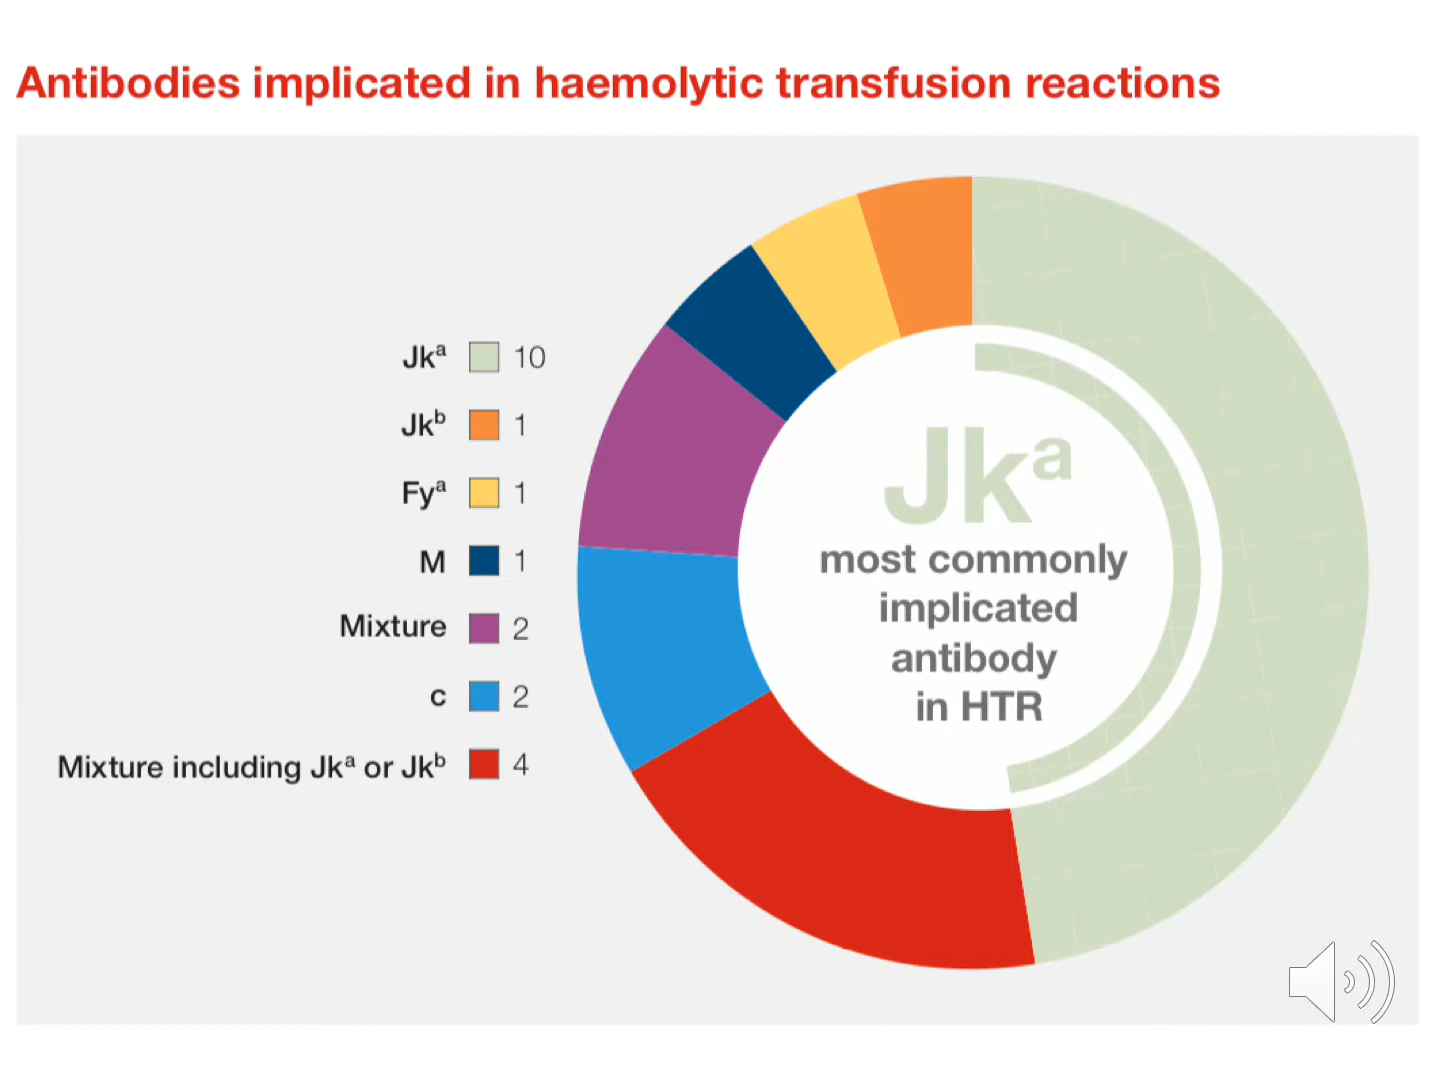 Antibodies implicated in haemolytic transfusion reactions
Jkᵃ 10
Jkᵇ 1
Fyᵃ 1
M 1
Mixture 2
c 2
Mixture including Jkᵃ or Jkᵇ 4
Jkᵃ
most commonly
implicated
antibody
in HTR